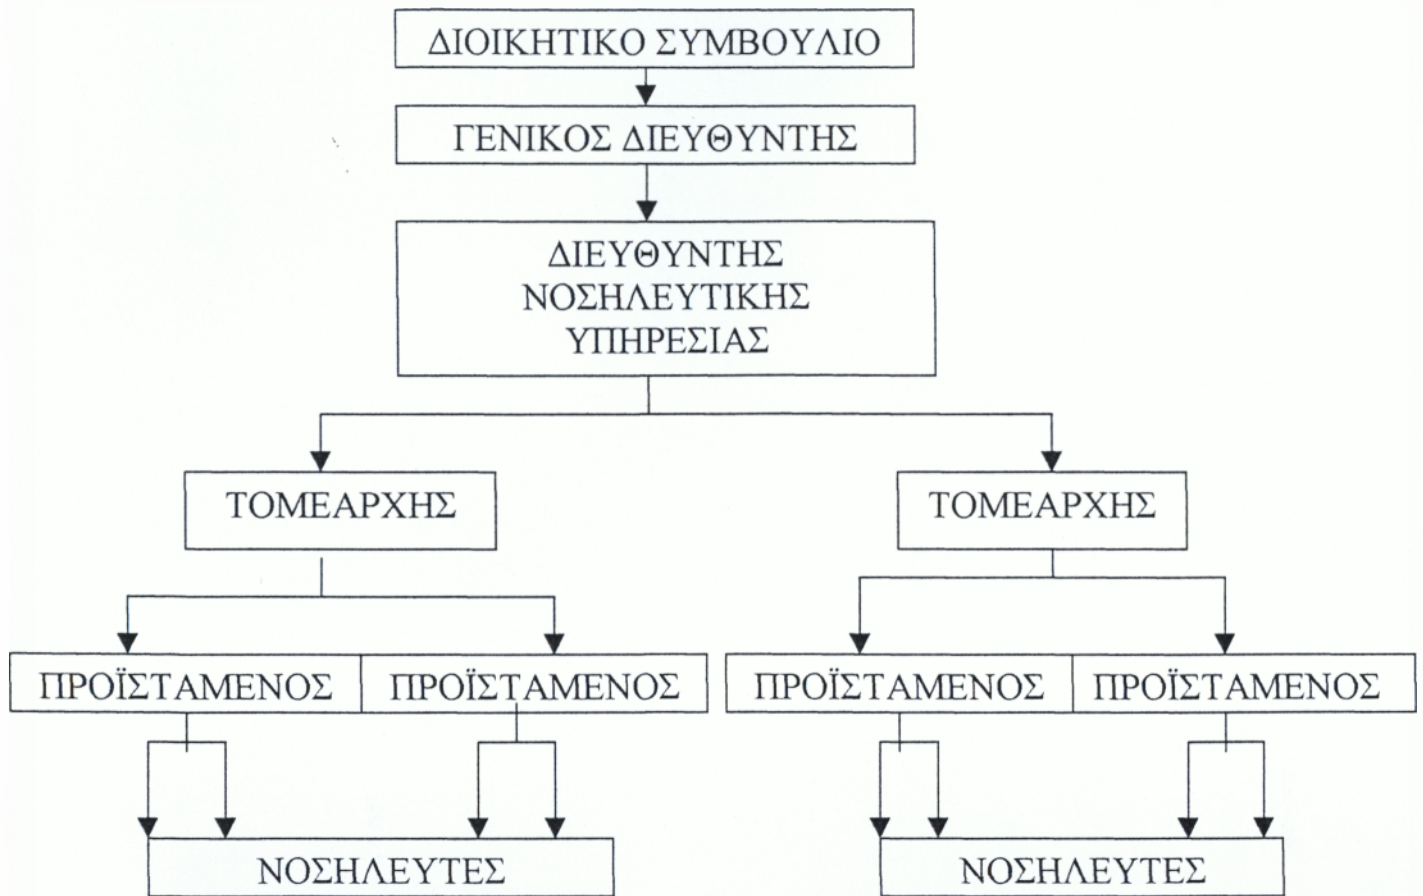 ΔΙΟΙΚΗΤΙΚΟ ΣΥΜΒΟΥΛΙΟ
ΓΕΝΙΚΟΣ ΔΙΕΥΘΥΝΤΗΣ
ΔΙΕΥΘΥΝΤΗΣ
ΝΟΣΗΛΕΥΤΙΚΗΣ
ΥΠΗΡΕΣΙΑΣ
ΤΟΜΕΑΡΧΗΣ
ΤΟΜΕΑΡΧΗΣ
ΠΡΟΪΣΤΑΜΕΝΟΣ
ΠΡΟΪΣΤΑΜΕΝΟΣ
ΠΡΟΪΣΤΑΜΕΝΟΣ
ΠΡΟΪΣΤΑΜΕΝΟΣ
ΝΟΣΗΛΕΥΤΕΣ
ΝΟΣΗΛΕΥΤΕΣ